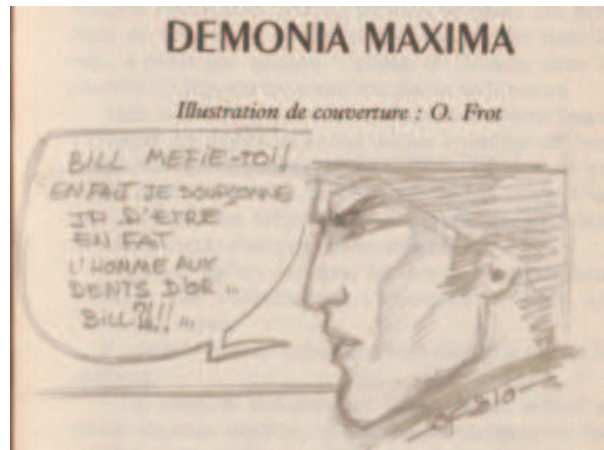 DEMONIA MAXIMA
Illustration de couverture : O. Frot
BILL MEFIE-TOI!
EN FAIT JE SOUPÇONNE
JP D'ETRE
EN FAT
L'HOMME AUX
DENTS D'OR...
BILL?!!!...